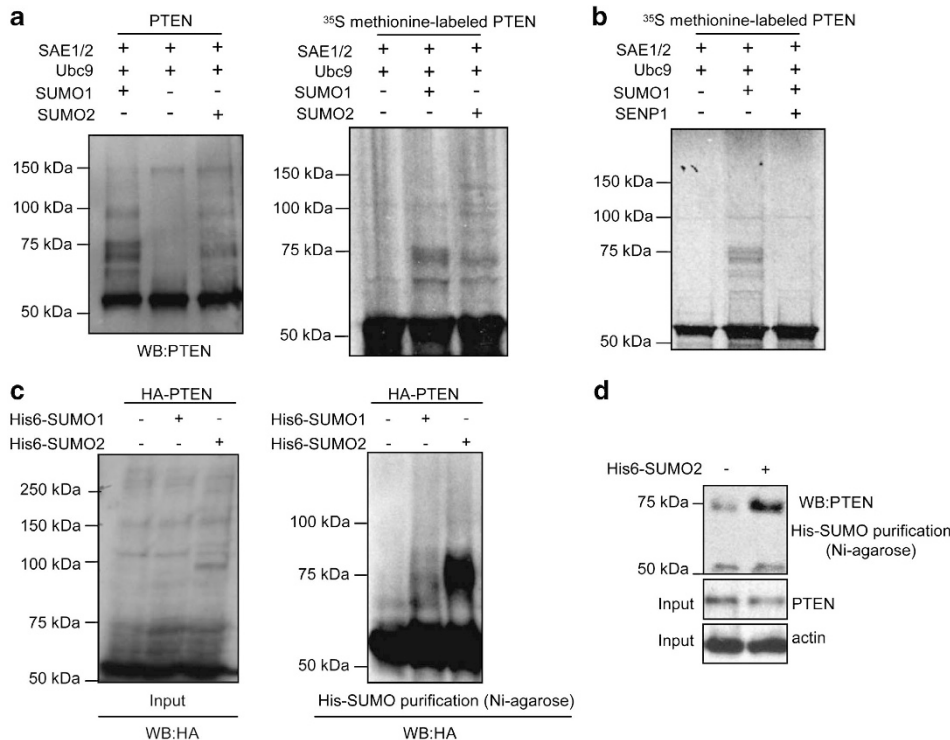 a
PTEN
SAE1/2 + + +
Ubc9 + + +
SUMO1 + - -
SUMO2 - - +
150 kDa
100 kDa
75 kDa
50 kDa
WB:PTEN
³⁵S methionine-labeled PTEN
SAE1/2 + + +
Ubc9 + + +
SUMO1 - + -
SUMO2 - - +
150 kDa
100 kDa
75 kDa
50 kDa
b
³⁵S methionine-labeled PTEN
SAE1/2 + + +
Ubc9 + + +
SUMO1 - + +
SENP1 - - +
150 kDa
100 kDa
75 kDa
50 kDa
c
HA-PTEN
His6-SUMO1 - + -
His6-SUMO2 - - +
250 kDa
150 kDa
100 kDa
75 kDa
50 kDa
Input
WB:HA
HA-PTEN
His6-SUMO1 - + -
His6-SUMO2 - - +
100 kDa
75 kDa
50 kDa
His-SUMO purification (Ni-agarose)
WB:HA
d
His6-SUMO2 - +
75 kDa
WB:PTEN
His-SUMO purification
(Ni-agarose)
50 kDa
Input PTEN
Input actin